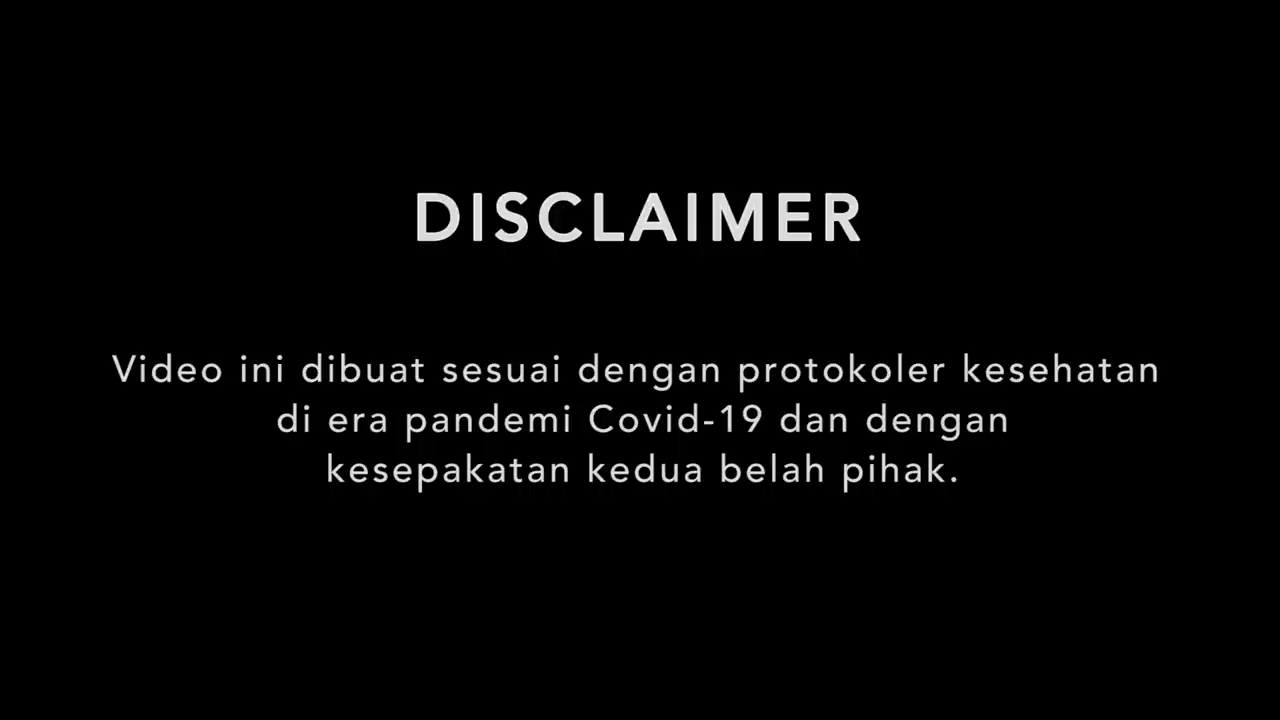 DISCLAIMER
Video ini dibuat sesuai dengan protokoler kesehatan
di era pandemi Covid-19 dan dengan
kesepakatan kedua belah pihak.